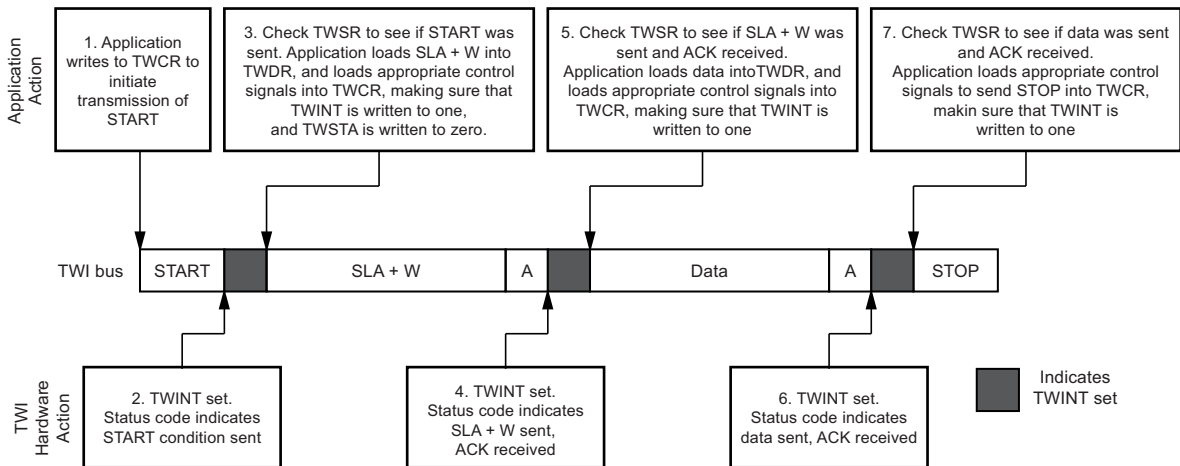 Application
Action
1. Application
writes to TWCR to
initiate
transmission of
START
3. Check TWSR to see if START was
sent. Application loads SLA + W into
TWDR, and loads appropriate control
signals into TWCR, making sure that
TWINT is written to one,
and TWSTA is written to zero.
5. Check TWSR to see if SLA + W was
sent and ACK received.
Application loads data intoTWDR, and
loads appropriate control signals into
TWCR, making sure that TWINT is
written to one
7. Check TWSR to see if data was sent
and ACK received.
Application loads appropriate control
signals to send STOP into TWCR,
makin sure that TWINT is
written to one
TWI bus
START
SLA + W
A
Data
A
STOP
TWI
Hardware
Action
2. TWINT set.
Status code indicates
START condition sent
4. TWINT set.
Status code indicates
SLA + W sent,
ACK received
6. TWINT set.
Status code indicates
data sent, ACK received
Indicates
TWINT set